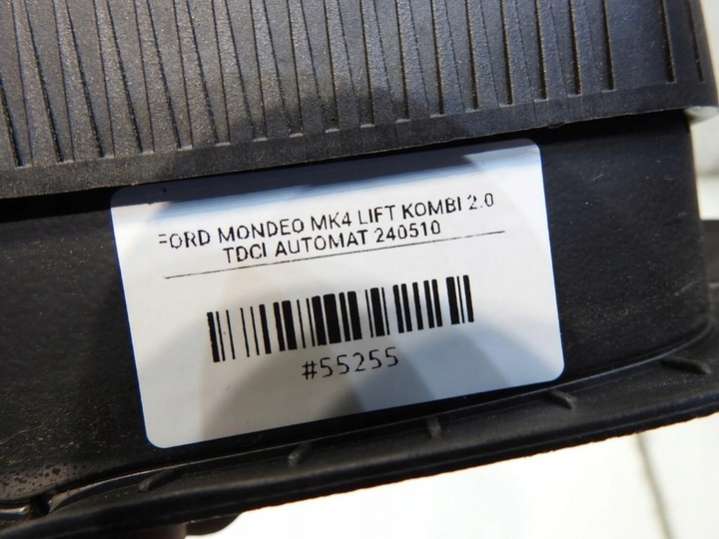 FORD MONDEO MK4 LIFT KOMBI 2.0
TDCI AUTOMAT 240510
#55255